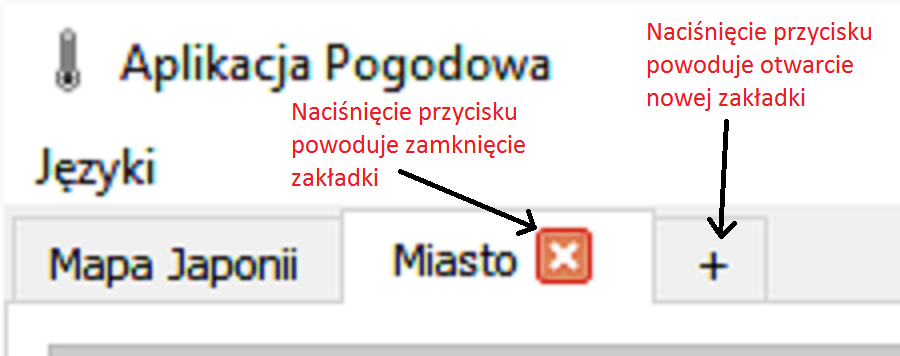 Aplikacja Pogodowa
Naciśnięcie przycisku
powoduje otwarcie
nowej zakładki
Naciśnięcie przycisku
powoduje zamknięcie
zakładki
Języki
Mapa Japonii
Miasto
+